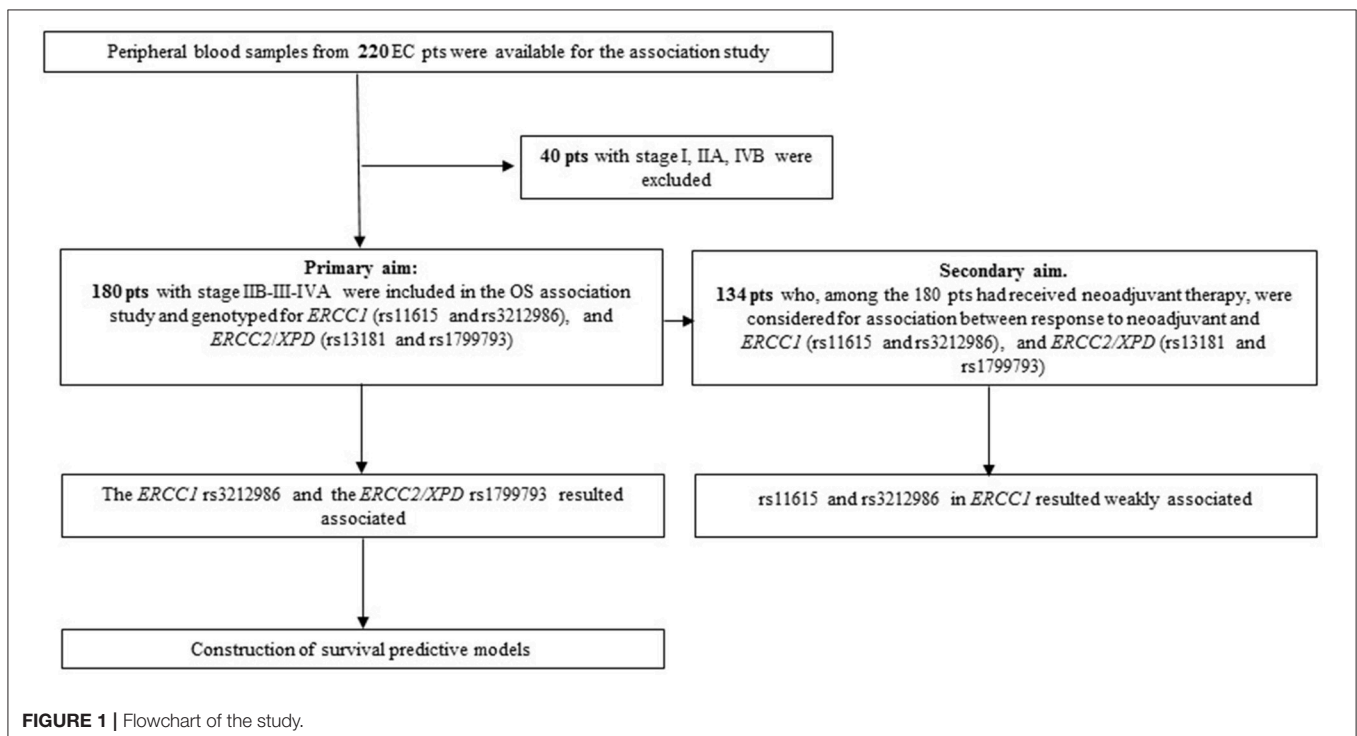 Peripheral blood samples from 220 EC pts were available for the association study
40 pts with stage I, IIA, IVB were
excluded
Primary aim:
180 pts with stage IIB-III-IVA were included in the OS association
study and genotyped for ERCC1 (rs11615 and rs3212986), and
ERCC2/XPD (rs13181 and rs1799793)
Secondary aim.
134 pts who, among the 180 pts had received neoadjuvant therapy, were
considered for association between response to neoadjuvant and
ERCC1 (rs11615 and rs3212986), and ERCC2/XPD (rs13181 and
rs1799793)
The ERCC1 rs3212986 and the ERCC2/XPD rs1799793 resulted
associated
rs11615 and rs3212986 in ERCC1 resulted weakly associated
Construction of survival predictive models
FIGURE 1 | Flowchart of the study.